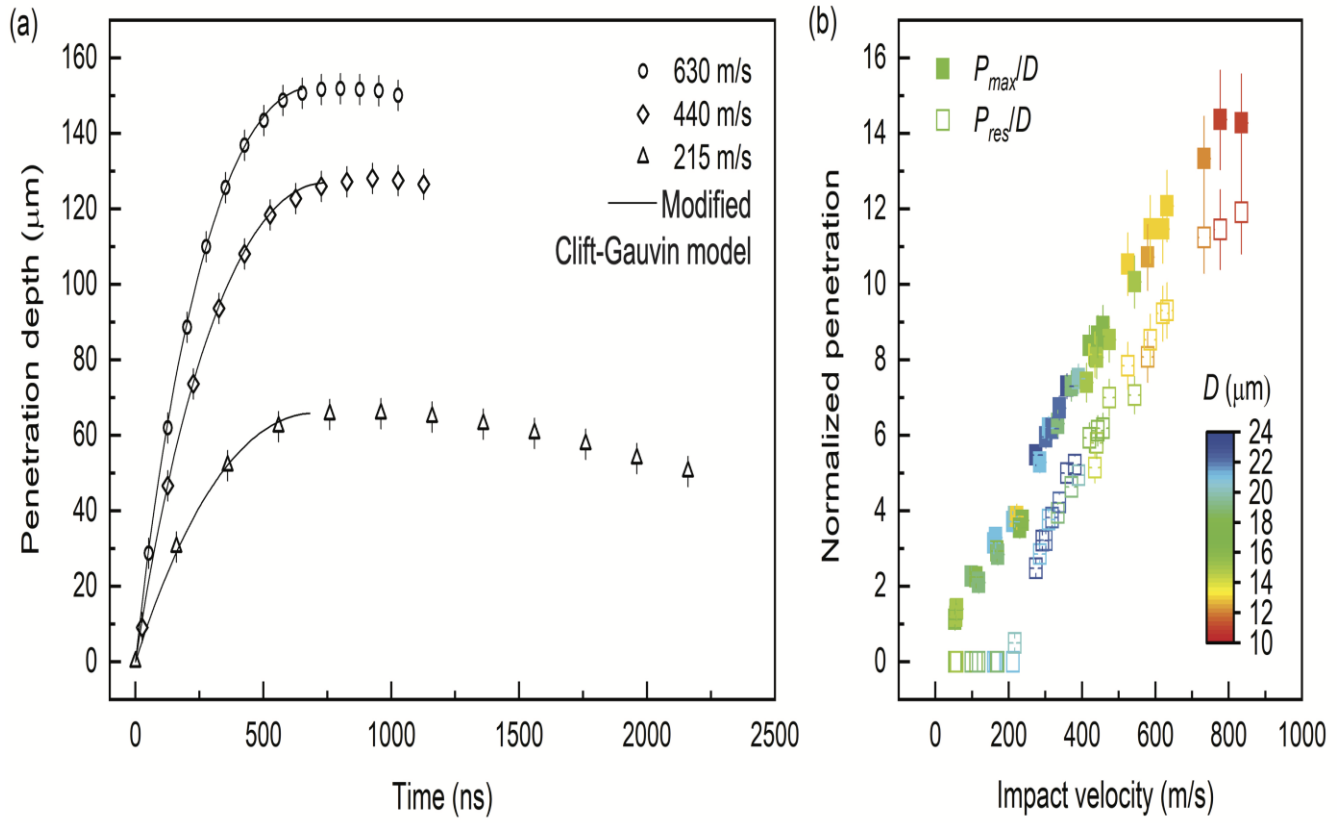 (a)
Penetration depth (μm)
160
140
120
100
80
60
40
20
0
630 m/s
440 m/s
215 m/s
Modified
Clift-Gauvin model
0 500 1000 1500 2000 2500
Time (ns)
(b)
Normalized penetration
16
14
12
10
8
6
4
2
0
Pmax/D
Pres/D
D (μm)
24
22
20
18
16
14
12
10
0 200 400 600 800 1000
Impact velocity (m/s)